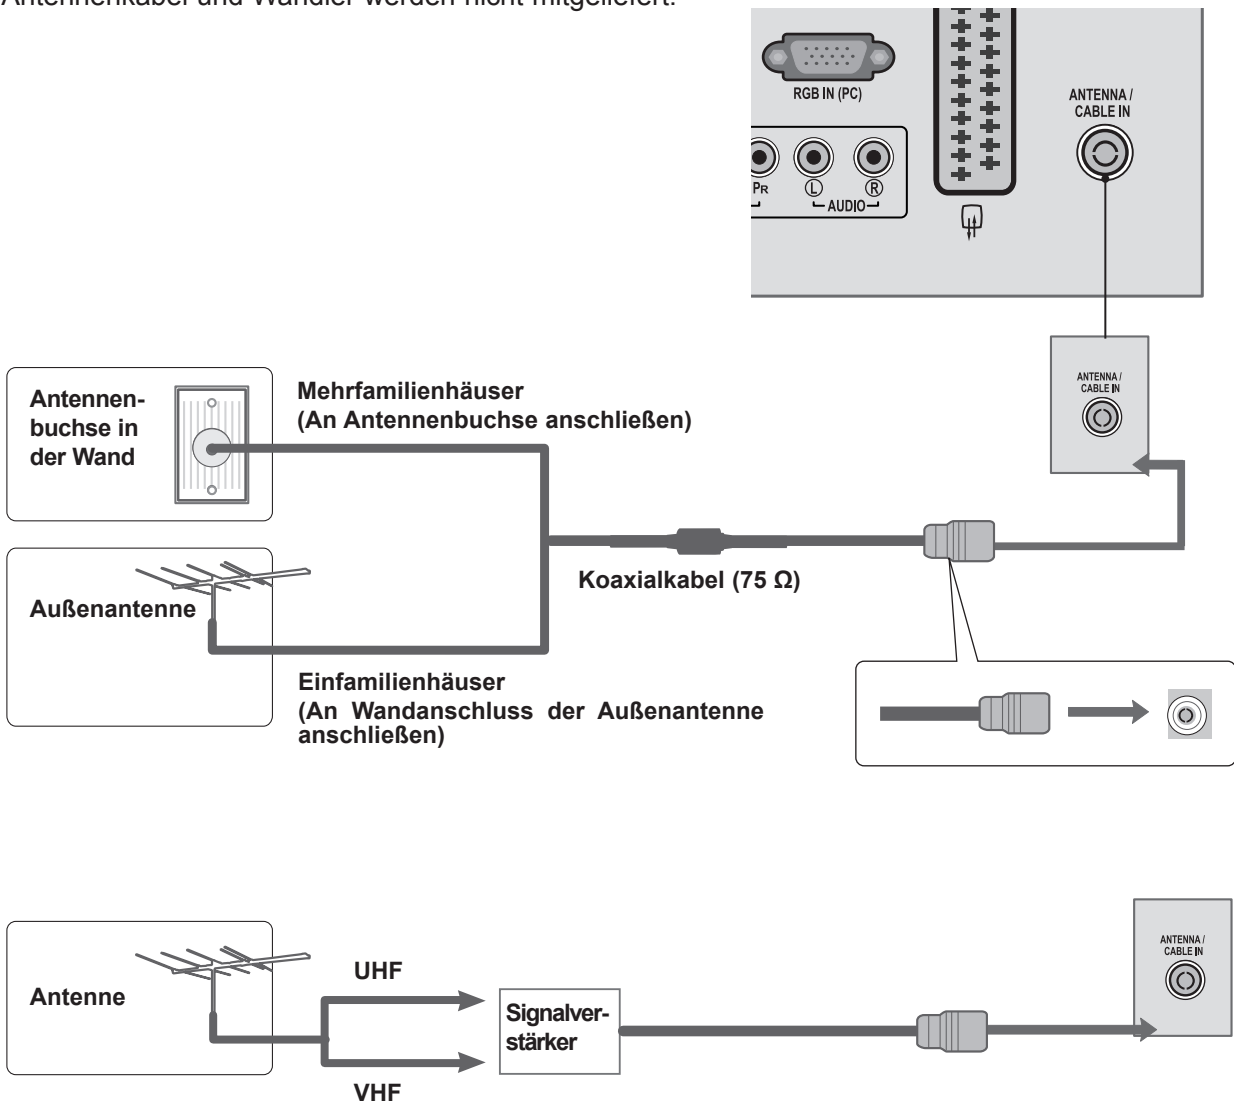 Antennenkabel und Wandler werden nicht mitgeliefert.
RGB IN (PC)
ANTENNA /
CABLE IN
PR
L
R
AUDIO
ANTENNA /
CABLE IN
Antennen-
buchse in
der Wand
Mehrfamilienhäuser
(An Antennenbuchse anschließen)
Außenantenne
Koaxialkabel (75 Ω)
Einfamilienhäuser
(An Wandanschluss der Außenantenne
anschließen)
Antenne
UHF
VHF
Signalver-
stärker
ANTENNA /
CABLE IN